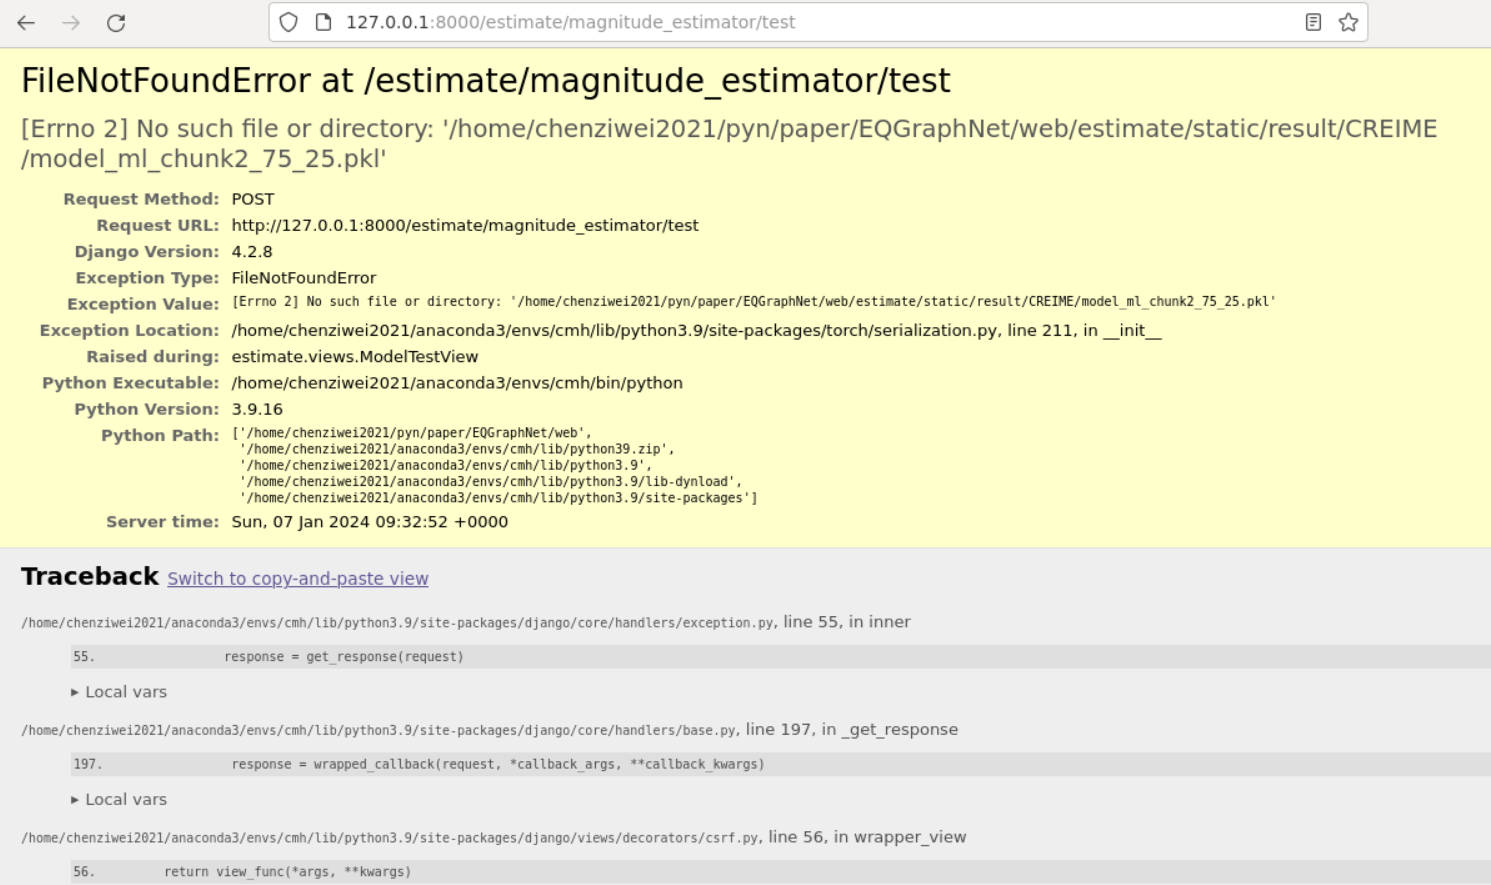 127.0.0.1:8000/estimate/magnitude_estimator/test
FileNotFoundError at /estimate/magnitude_estimator/test
[Errno 2] No such file or directory: '/home/chenziwei2021/pyn/paper/EQGraphNet/web/estimate/static/result/CREIME
/model_ml_chunk2_75_25.pkl'
Request Method: POST
Request URL: http://127.0.0.1:8000/estimate/magnitude_estimator/test
Django Version: 4.2.8
Exception Type: FileNotFoundError
Exception Value: [Errno 2] No such file or directory: '/home/chenziwei2021/pyn/paper/EQGraphNet/web/estimate/static/result/CREIME/model_ml_chunk2_75_25.pkl'
Exception Location: /home/chenziwei2021/anaconda3/envs/cmh/lib/python3.9/site-packages/torch/serialization.py, line 211, in __init__
Raised during: estimate.views.ModelTestView
Python Executable: /home/chenziwei2021/anaconda3/envs/cmh/bin/python
Python Version: 3.9.16
Python Path: ['/home/chenziwei2021/pyn/paper/EQGraphNet/web',
'/home/chenziwei2021/anaconda3/envs/cmh/lib/python39.zip',
'/home/chenziwei2021/anaconda3/envs/cmh/lib/python3.9',
'/home/chenziwei2021/anaconda3/envs/cmh/lib/python3.9/lib-dynload',
'/home/chenziwei2021/anaconda3/envs/cmh/lib/python3.9/site-packages']
Server time: Sun, 07 Jan 2024 09:32:52 +0000
Traceback Switch to copy-and-paste view
/home/chenziwei2021/anaconda3/envs/cmh/lib/python3.9/site-packages/django/core/handlers/exception.py, line 55, in inner
55. response = get_response(request)
▶ Local vars
/home/chenziwei2021/anaconda3/envs/cmh/lib/python3.9/site-packages/django/core/handlers/base.py, line 197, in _get_response
197. response = wrapped_callback(request, *callback_args, **callback_kwargs)
▶ Local vars
/home/chenziwei2021/anaconda3/envs/cmh/lib/python3.9/site-packages/django/views/decorators/csrf.py, line 56, in wrapper_view
56. return view_func(*args, **kwargs)